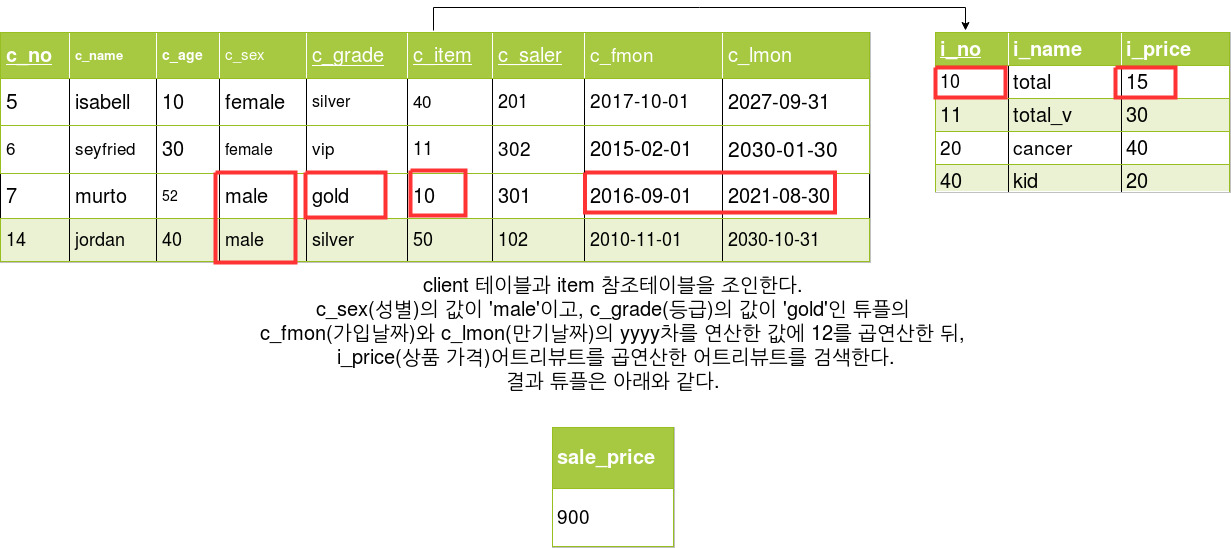 c_no c_name c_age c_sex c_grade c_item c_saler c_fmon c_lmon
5 isabell 10 female silver 40 201 2017-10-01 2027-09-31
6 seyfried 30 female vip 11 302 2015-02-01 2030-01-30
7 murto 52 male gold 10 301 2016-09-01 2021-08-30
14 jordan 40 male silver 50 102 2010-11-01 2030-10-31
i_no i_name i_price
10 total 15
11 total_v 30
20 cancer 40
40 kid 20
client 테이블과 item 참조테이블을 조인한다.
c_sex(성별)의 값이 'male'이고, c_grade(등급)의 값이 'gold'인 튜플의
c_fmon(가입날짜)와 c_lmon(만기날짜)의 yyyy차를 연산한 값에 12를 곱연산한 뒤,
i_price(상품 가격)어트리뷰트를 곱연산한 어트리뷰트를 검색한다.
결과 튜플은 아래와 같다.
sale_price
900